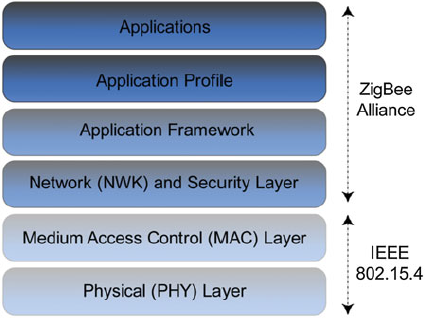 Applications
Application Profile
Application Framework
Network (NWK) and Security Layer
Medium Access Control (MAC) Layer
Physical (PHY) Layer
ZigBee
Alliance
IEEE
802.15.4